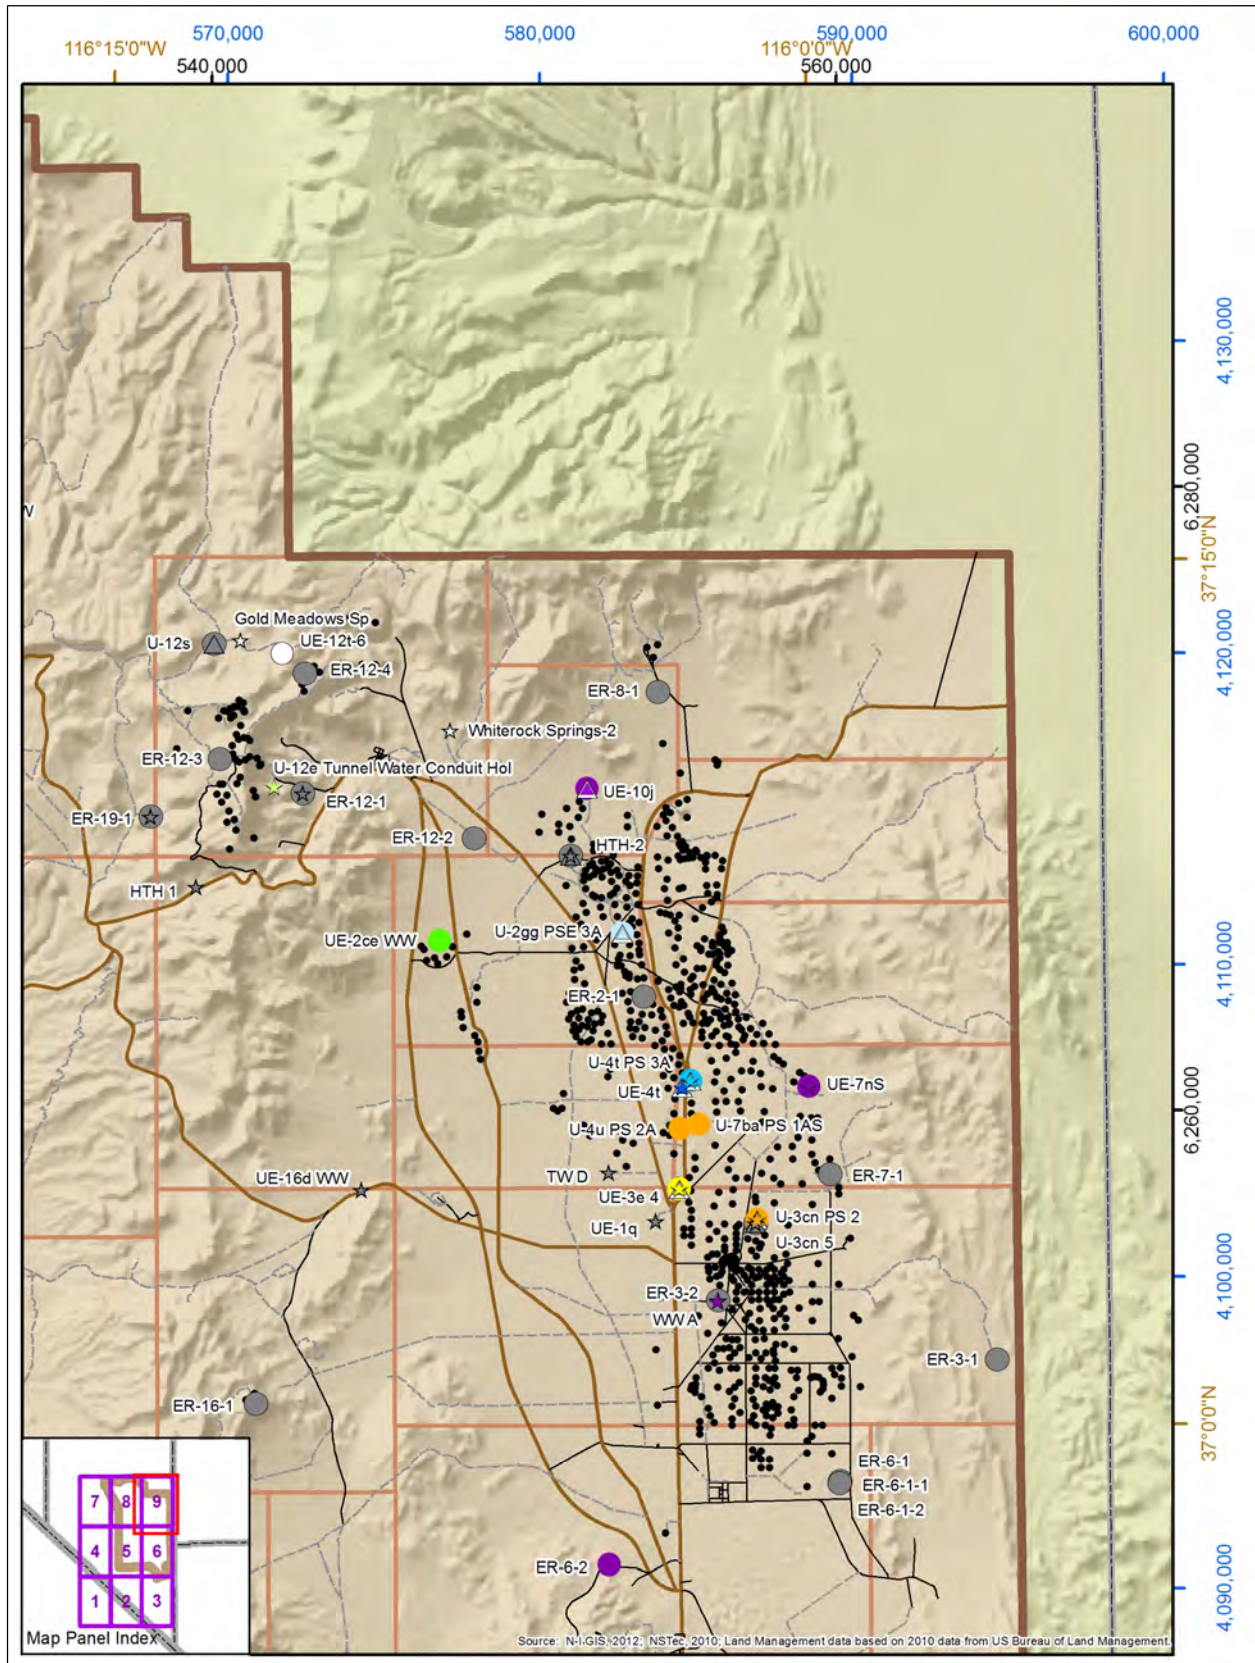 570,000
580,000
590,000
600,000
116°15'0"W
116°0'0"W
540,000
560,000
4,130,000
6,280,000
37°15'0"N
4,120,000
4,110,000
6,260,000
4,100,000
37°0'0"N
4,090,000
W
Gold Meadows Sp
U-12s
UE-12t-6
ER-12-4
ER-8-1
Whiterock Springs-2
ER-12-3
U-12e Tunnel Water Conduit Hol
ER-12-1
UE-10j
ER-19-1
ER-12-2
HTH-2
HTH 1
UE-2ce WW
U-2gg PSE 3A
ER-2-1
U-4t PS 3A
UE-4t
UE-7nS
U-4u PS 2A
U-7ba PS 1AS
UE-16d WW
TW D
ER-7-1
UE-3e 4
UE-1q
U-3cn PS 2
U-3cn 5
ER-3-2
WW A
ER-3-1
ER-16-1
ER-6-1
ER-6-1-1
ER-6-1-2
ER-6-2
7 8 9
4 5 6
1 2 3
Map Panel Index
Source: N-I GIS, 2012; NSTec, 2010; Land Management data based on 2010 data from US Bureau of Land Management.